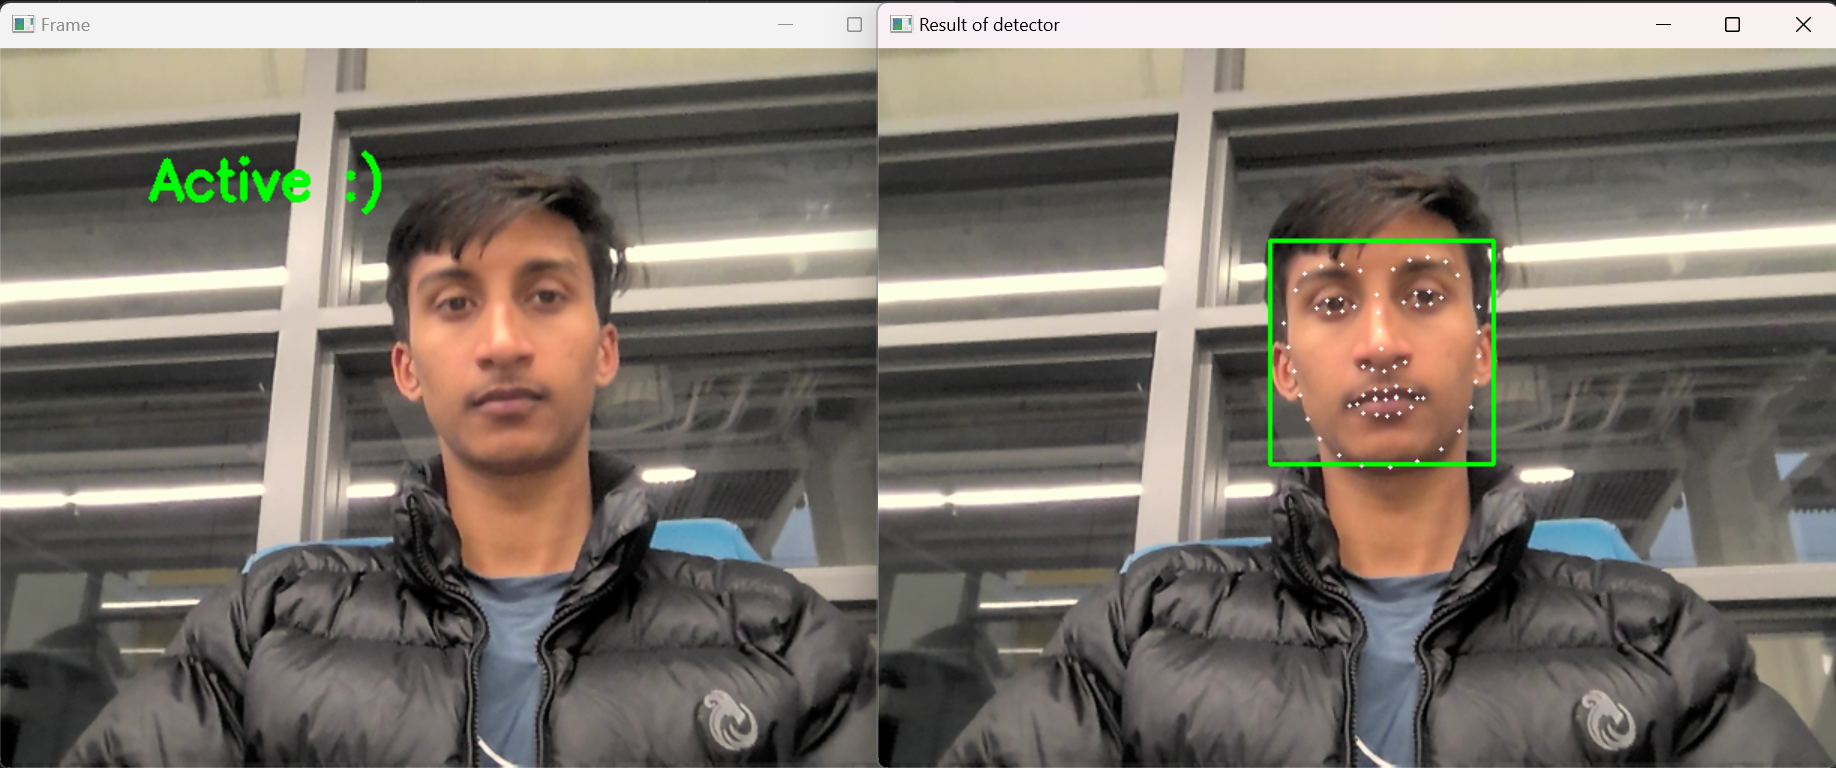 Frame
Result of detector
Active :)